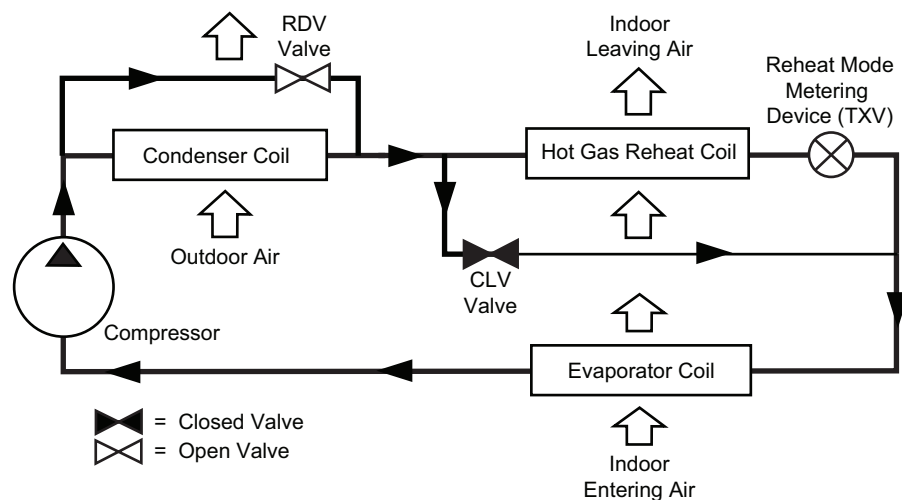 RDV
Valve
Indoor
Leaving Air
Reheat Mode
Metering
Device (TXV)
Condenser Coil
Hot Gas Reheat Coil
Outdoor Air
CLV
Valve
Compressor
Evaporator Coil
= Closed Valve
= Open Valve
Indoor
Entering Air